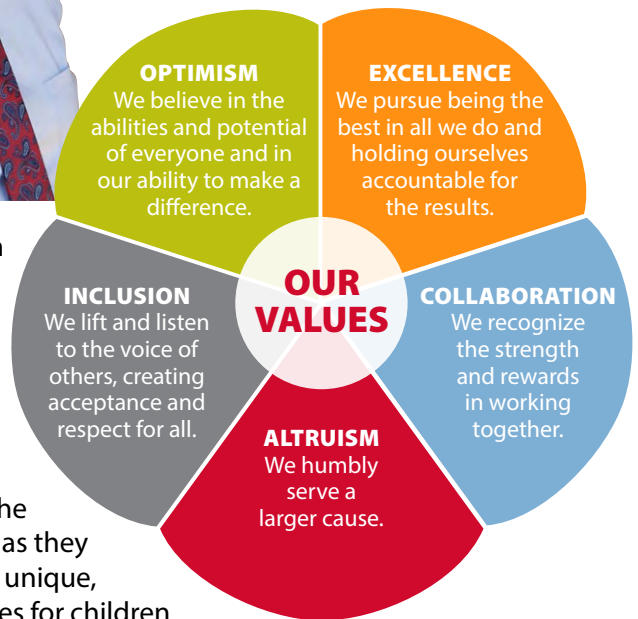 OPTIMISM
We believe in the
abilities and potential
of everyone and in
our ability to make a
difference.
EXCELLENCE
We pursue being the
best in all we do and
holding ourselves
accountable for
the results.
INCLUSION
We lift and listen
to the voice of
others, creating
acceptance and
respect for all.
OUR
VALUES
COLLABORATION
We recognize
the strength
and rewards
in working
together.
ALTRUISM
We humbly
serve a
larger cause.
as they
unique,
for children